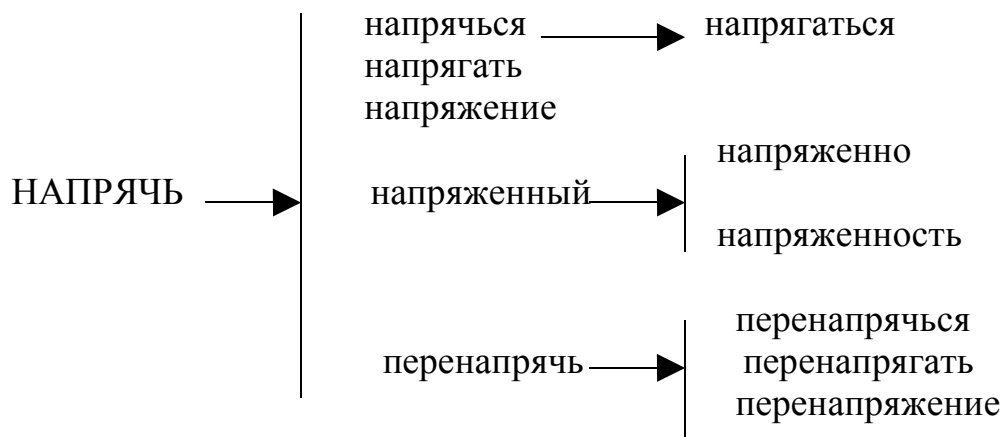 напрячься напрягаться
напрягать
напряжение
напряженно
НАПРЯЧЬ напряженный
напряженность
перенапрячься
перенапрячь перенапрягать
перенапряжение